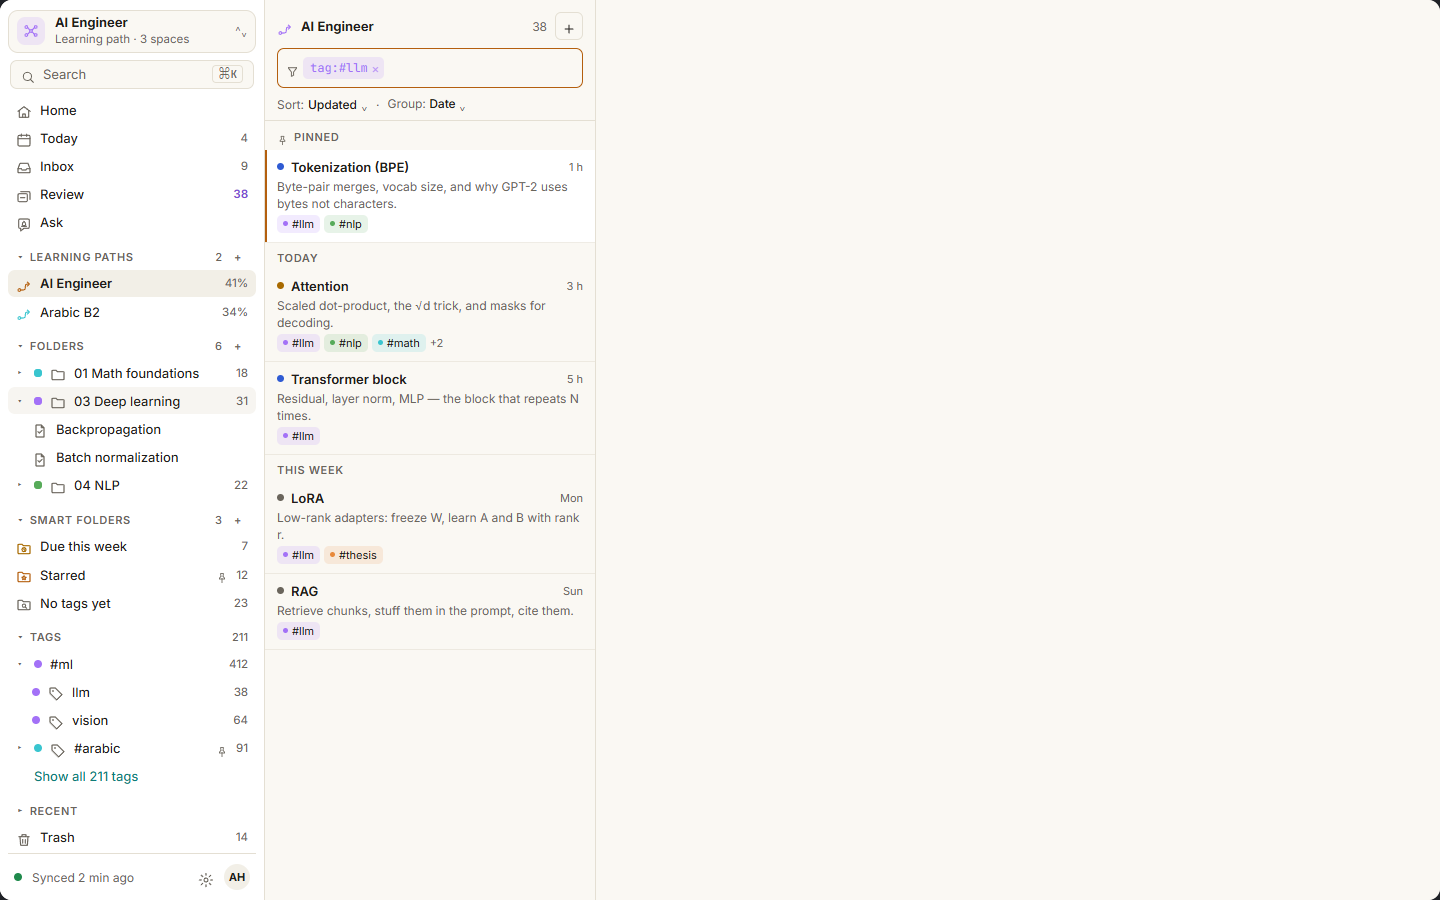 AI Engineer
Learning path · 3 spaces
Search ⌘K
Home
Today 4
Inbox 9
Review 38
Ask
LEARNING PATHS 2 +
AI Engineer 41%
Arabic B2 34%
FOLDERS 6 +
01 Math foundations 18
03 Deep learning 31
Backpropagation
Batch normalization
04 NLP 22
SMART FOLDERS 3 +
Due this week 7
Starred 12
No tags yet 23
TAGS 211
#ml 412
llm 38
vision 64
#arabic 91
Show all 211 tags
RECENT
Trash 14
Synced 2 min ago AH
AI Engineer 38 +
tag:#llm ×
Sort: Updated · Group: Date
PINNED
Tokenization (BPE) 1 h
Byte-pair merges, vocab size, and why GPT-2 uses
bytes not characters.
#llm #nlp
TODAY
Attention 3 h
Scaled dot-product, the √d trick, and masks for
decoding.
#llm #nlp #math +2
Transformer block 5 h
Residual, layer norm, MLP — the block that repeats N
times.
#llm
THIS WEEK
LoRA Mon
Low-rank adapters: freeze W, learn A and B with rank
r.
#llm #thesis
RAG Sun
Retrieve chunks, stuff them in the prompt, cite them.
#llm